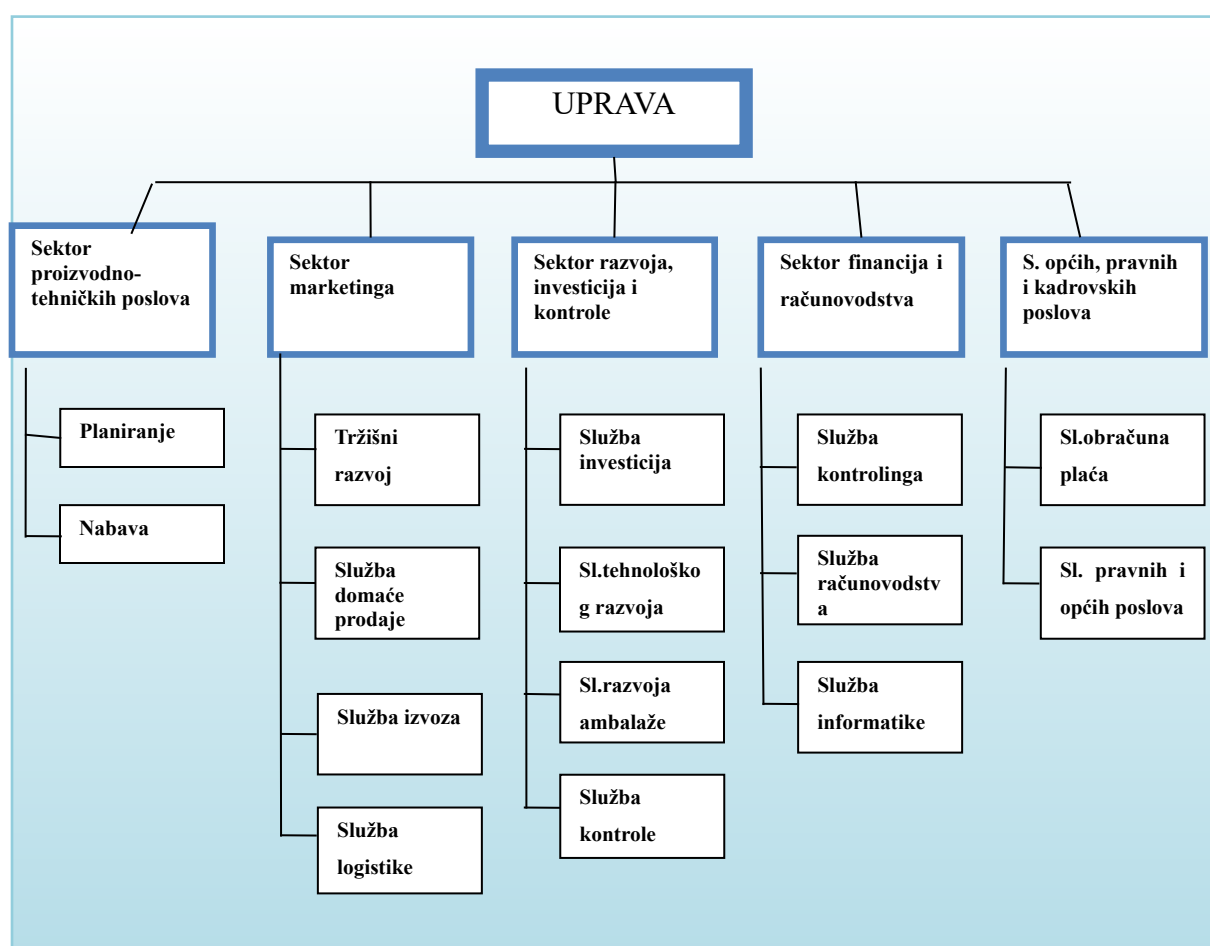 UPRAVA
Sektor
proizvodno-
tehničkih poslova
Sektor
marketinga
Sektor razvoja,
investicija i
kontrole
Sektor financija i
računovodstva
S. općih, pravnih
i kadrovskih
poslova
Planiranje
Nabava
Tržišni
razvoj
Služba
domaće
prodaje
Služba izvoza
Služba
logistike
Služba
investicija
Sl.tehnološko
g razvoja
Sl.razvoja
ambalaže
Služba
kontrole
Služba
kontrolinga
Služba
računovodstv
a
Služba
informatike
Sl.obračuna
plaća
Sl. pravnih i
općih poslova